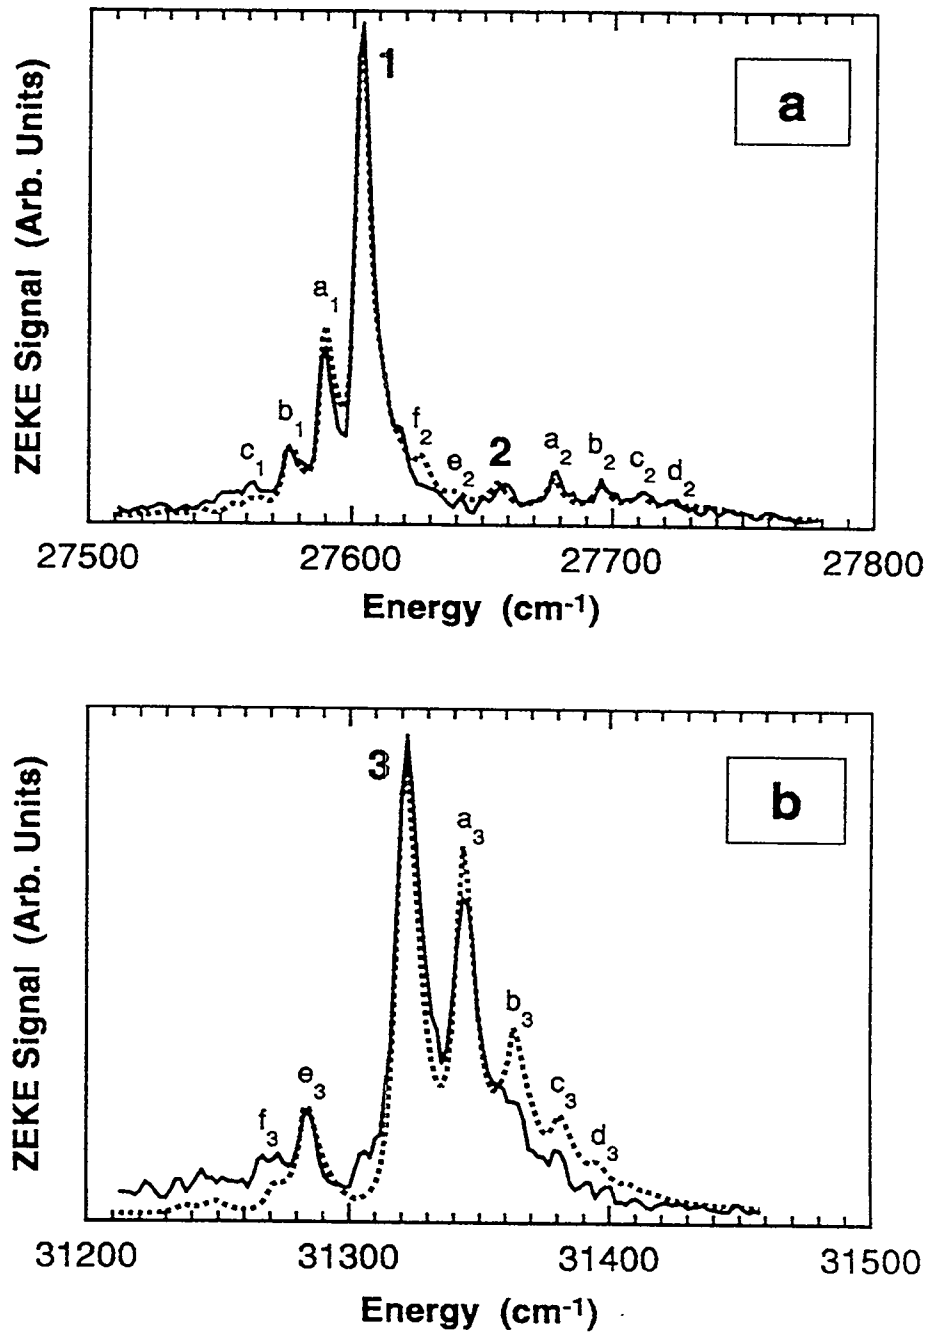 ZEKE Signal (Arb. Units)
a
1
a1
b1
c1
f2
e2
2
a2
b2
c2
d2
27500 27600 27700 27800
Energy (cm-1)
ZEKE Signal (Arb. Units)
b
3
a3
b3
c3
d3
e3
f3
31200 31300 31400 31500
Energy (cm-1)